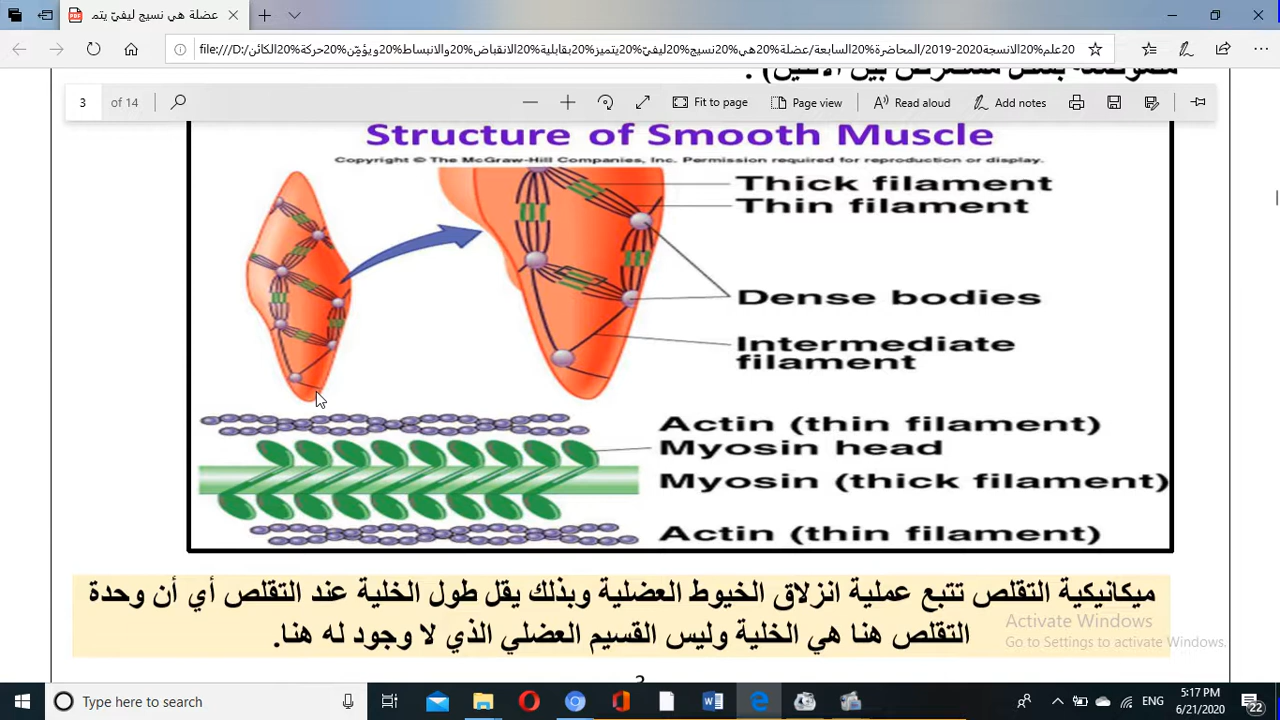 عضلة هي نسيج ليفيّ يتم
file:///D:/علم%20الانسجة%202020-2019/المحاضرة%20السابعة/عضلة%20هي%20نسيج%20ليفيّ%20يتميز%20بقابلية%20الانقباض%20والانبساط%20ويؤمّن%20حركة%20الكائن
3 of 14
Fit to page
Page view
Read aloud
Add notes
Structure of Smooth Muscle
Copyright © The McGraw-Hill Companies, Inc. Permission required for reproduction or display.
Thick filament
Thin filament
Dense bodies
Intermediate
filament
Actin (thin filament)
Myosin head
Myosin (thick filament)
Actin (thin filament)
ميكانيكية التقلص تتبع عملية انزلاق الخيوط العضلية وبذلك يقل طول الخلية عند التقلص أي أن وحدة
التقلص هنا هي الخلية وليس القسيم العضلي الذي لا وجود له هنا.
Activate Windows
Go to Settings to activate Windows.
Type here to search
ENG
5:17 PM
6/21/2020
22